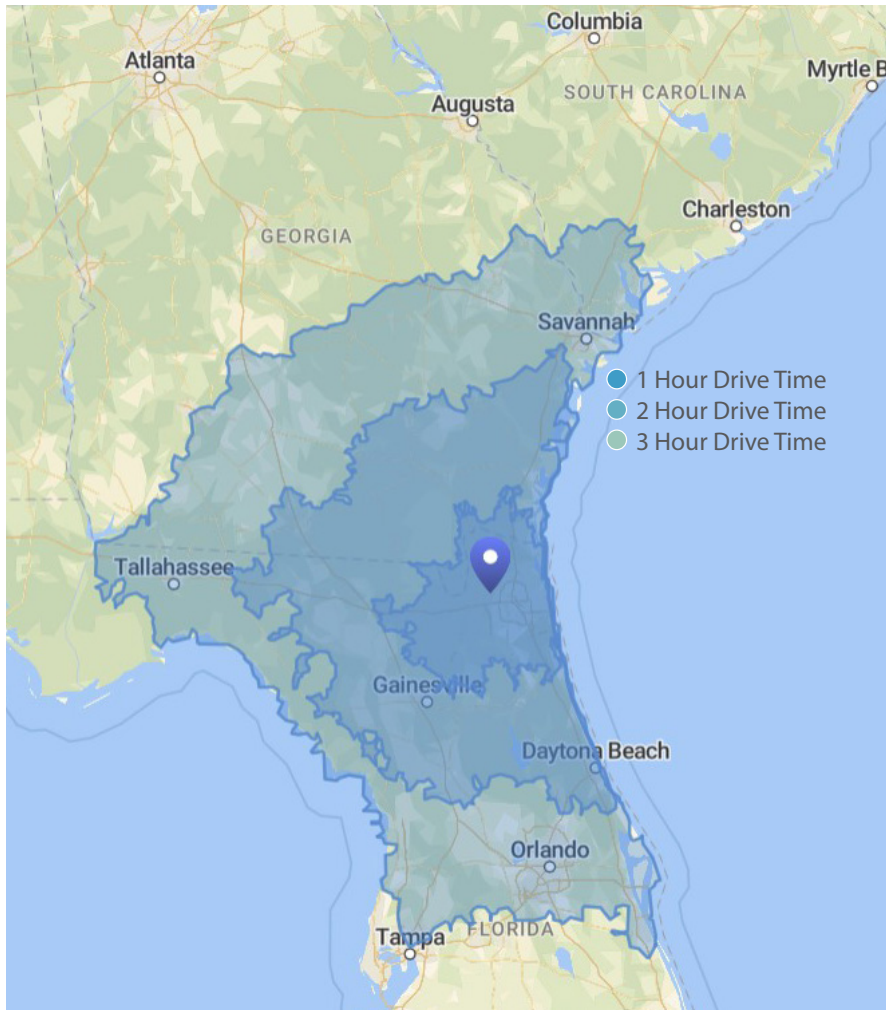 Columbia
Atlanta
Myrtle B
SOUTH CAROLINA
Augusta
Charleston
GEORGIA
Savannah
1 Hour Drive Time
2 Hour Drive Time
3 Hour Drive Time
Tallahassee
Gainesville
Daytona Beach
Orlando
FLORIDA
Tampa